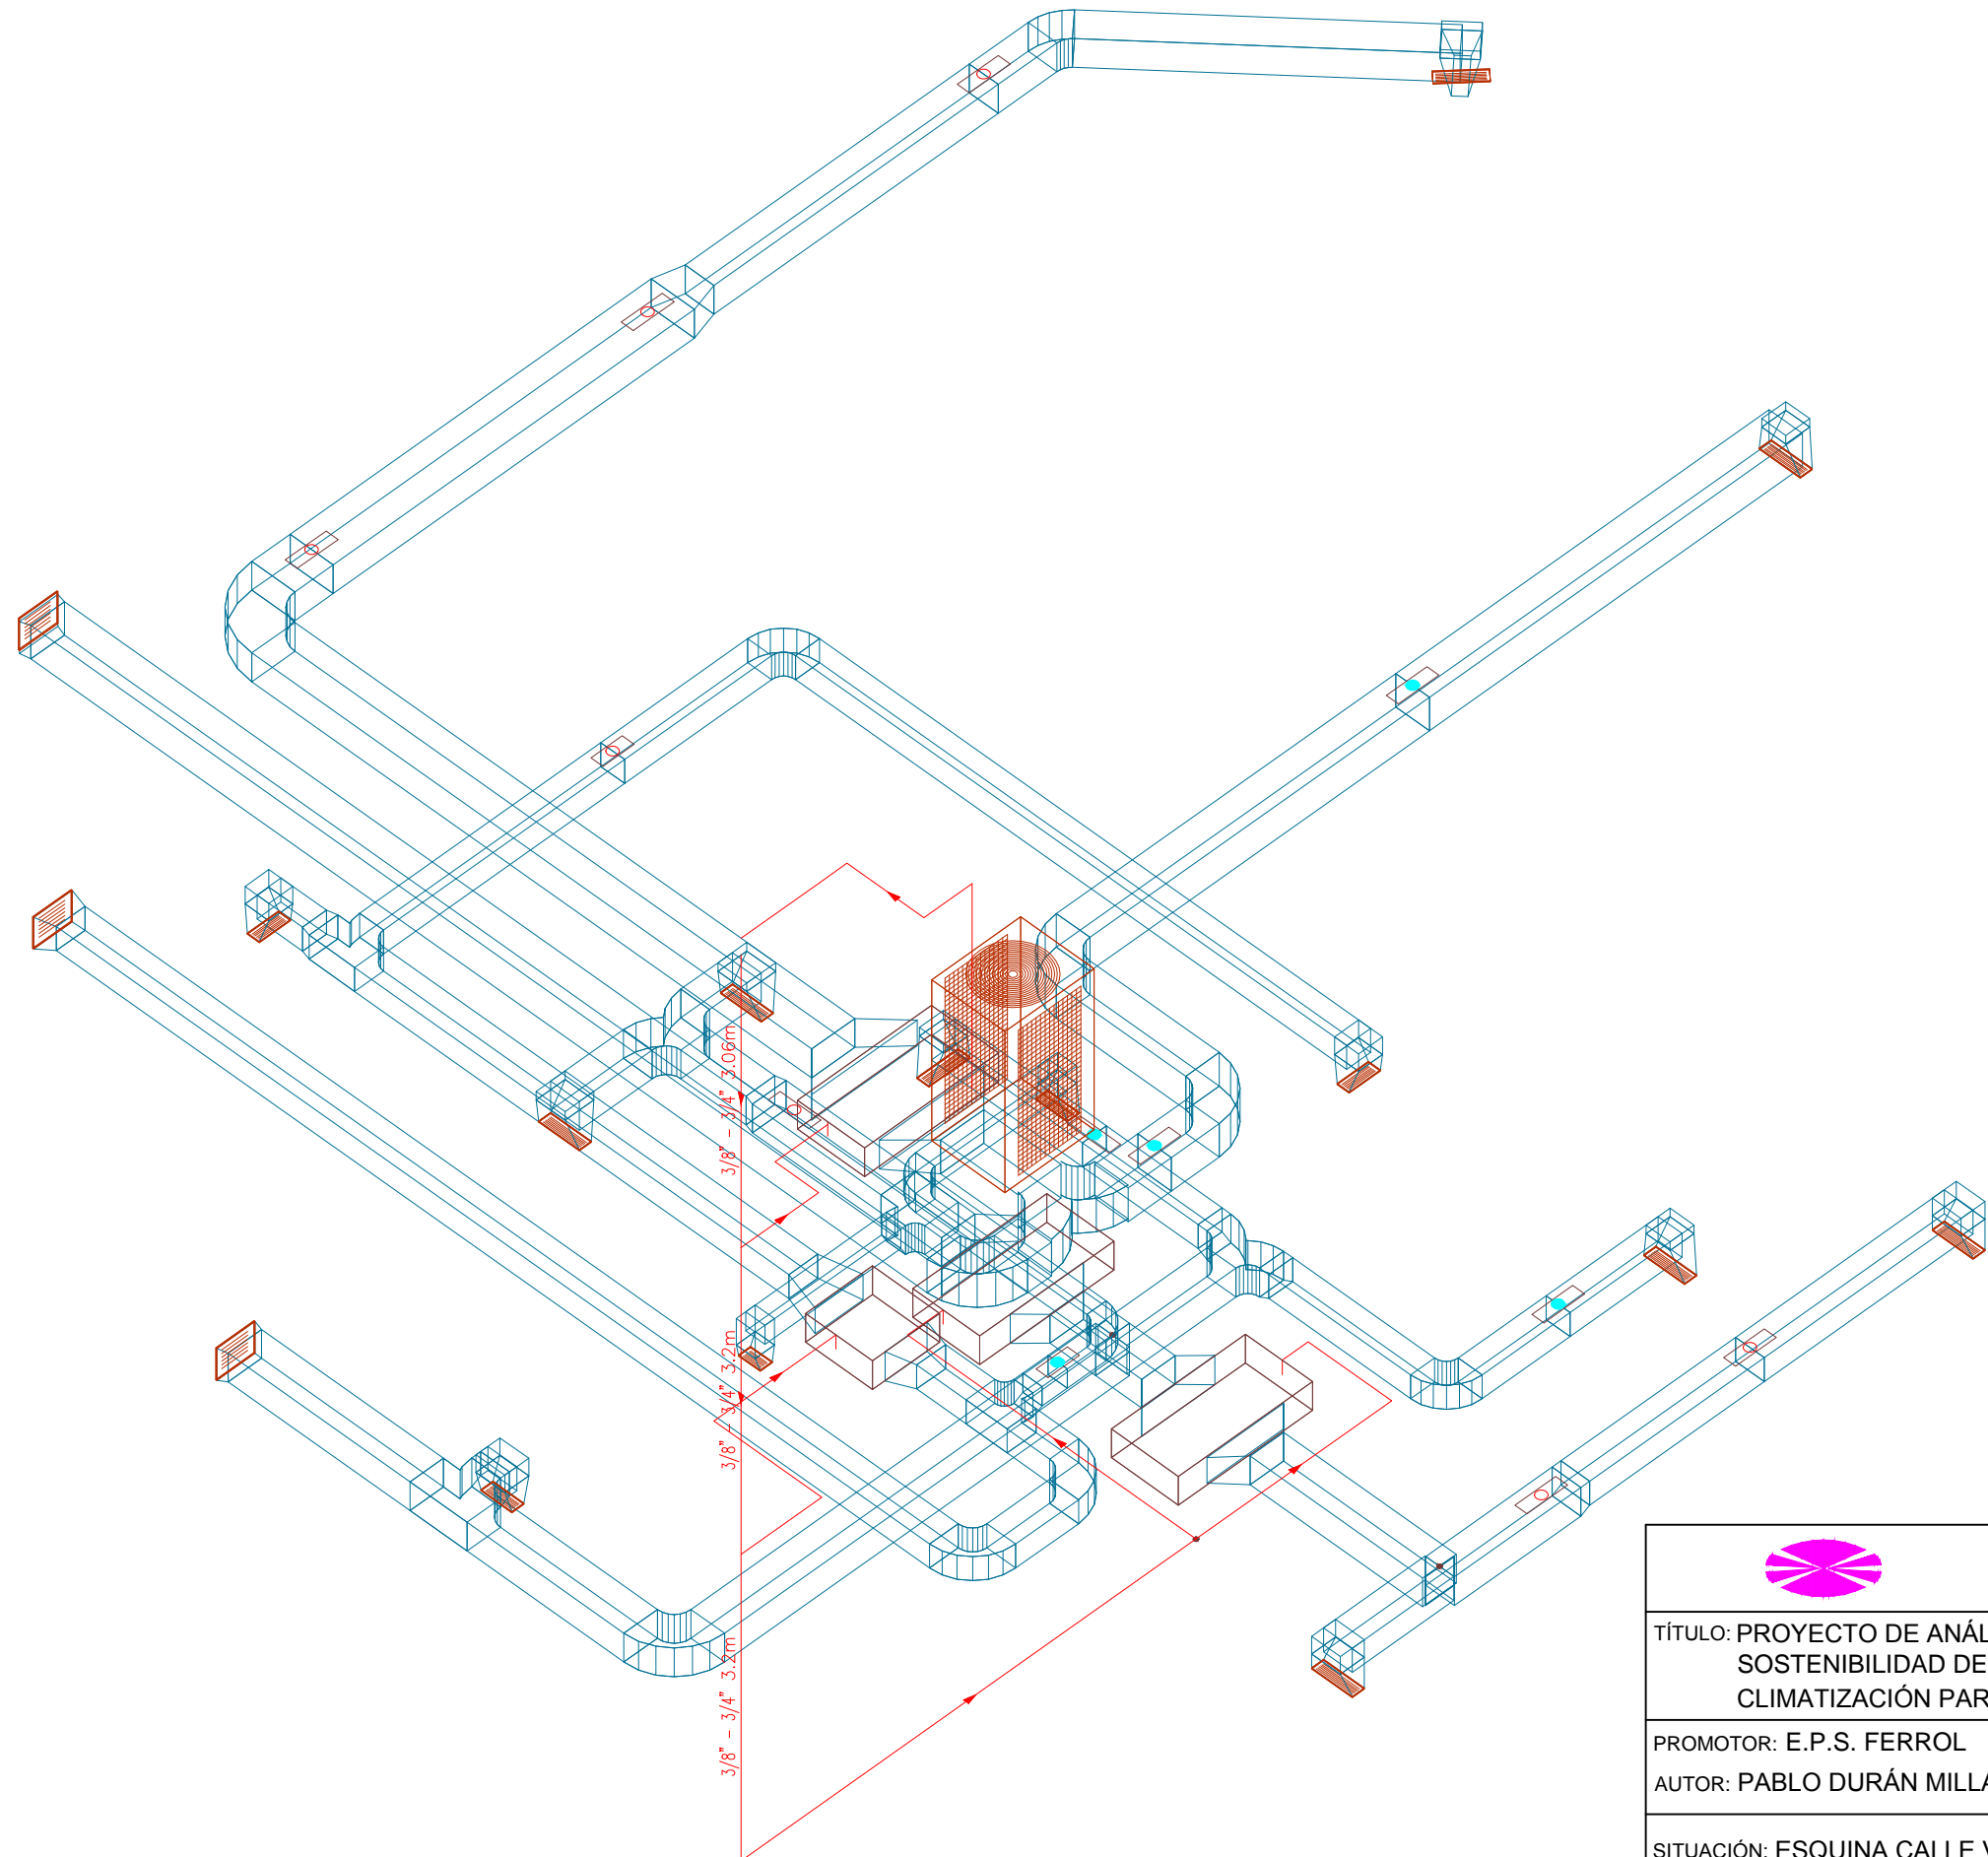 3/8" - 3/4" 3.06m
3/8" - 3/4" 3.2m
3/8" - 3/4" 3.2m
TÍTULO: PROYECTO DE ANÁL
SOSTENIBILIDAD DE
CLIMATIZACIÓN PAR
PROMOTOR: E.P.S. FERROL
AUTOR: PABLO DURÁN MILLA
SITUACIÓN: ESQUINA CALLE V